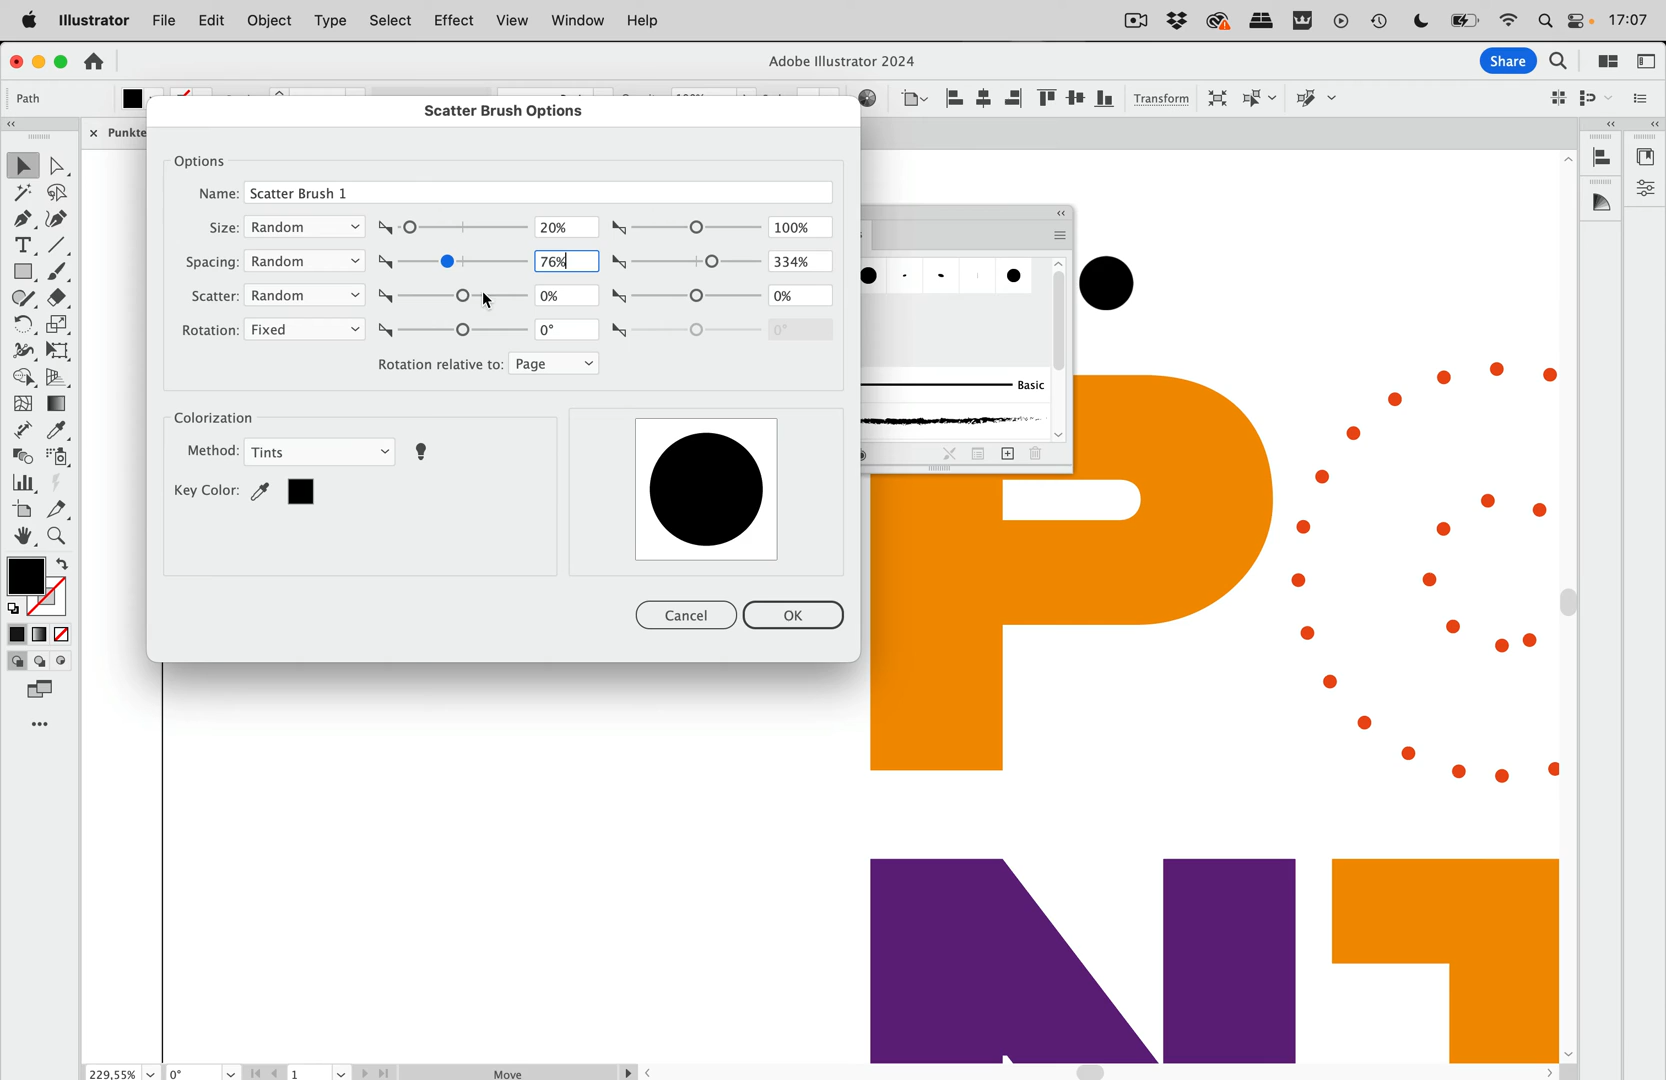 Illustrator File Edit Object Type Select Effect View Window Help 17:07
Adobe Illustrator 2024
Share
Path
Transform
Scatter Brush Options
× Punkte
Options
Name: Scatter Brush 1
Size: Random 20% 100%
Spacing: Random 76% 334%
Scatter: Random 0% 0%
Rotation: Fixed 0° 0°
Rotation relative to: Page
Basic
Colorization
Method: Tints
Key Color:
Cancel OK
P
229,55% 0° 1 Move